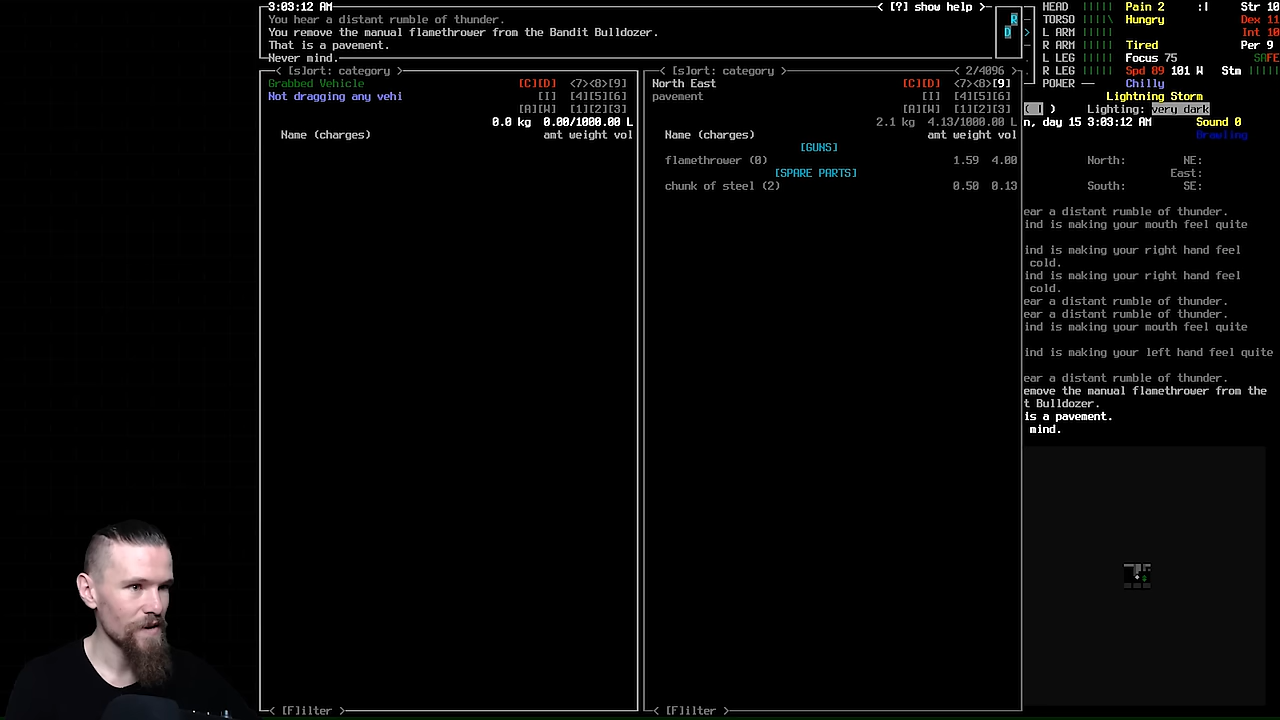 3:03:12 AM
< [?] show help >
You hear a distant rumble of thunder.
You remove the manual flamethrower from the Bandit Bulldozer.
That is a pavement.
Never mind.
R
D
HEAD ||||| Pain 2 :| Str 10
TORSO ||||\ Hungry Dex 11
L ARM ||||| Int 10
R ARM ||||| Tired Per 9
L LEG ||||| Focus 75 SAFE
R LEG ||||| Spd 89 101 W Stm |||||
POWER -- Chilly
Lightning Storm
( | ) Lighting: very dark
n, day 15 3:03:12 AM Sound 0
Brawling
North: NE:
East:
South: SE:
< [s]ort: category >
Grabbed Vehicle [C][D] <7><8>[9]
Not dragging any vehi [I] [4][5][6]
[A][W] [1][2][3]
0.0 kg 0.00/1000.00 L
Name (charges) amt weight vol
< [F]ilter >
< [s]ort: category > < 2/4096 >
North East [C][D] <7><8>[9]
pavement [I] [4][5][6]
[A][W] [1][2][3]
2.1 kg 4.13/1000.00 L
Name (charges) amt weight vol
[GUNS]
flamethrower (0) 1.59 4.00
[SPARE PARTS]
chunk of steel (2) 0.50 0.13
< [F]ilter >
ear a distant rumble of thunder.
ind is making your mouth feel quite
ind is making your right hand feel
cold.
ind is making your right hand feel
cold.
ear a distant rumble of thunder.
ear a distant rumble of thunder.
ind is making your mouth feel quite
ind is making your left hand feel quite
ear a distant rumble of thunder.
emove the manual flamethrower from the
t Bulldozer.
is a pavement.
mind.